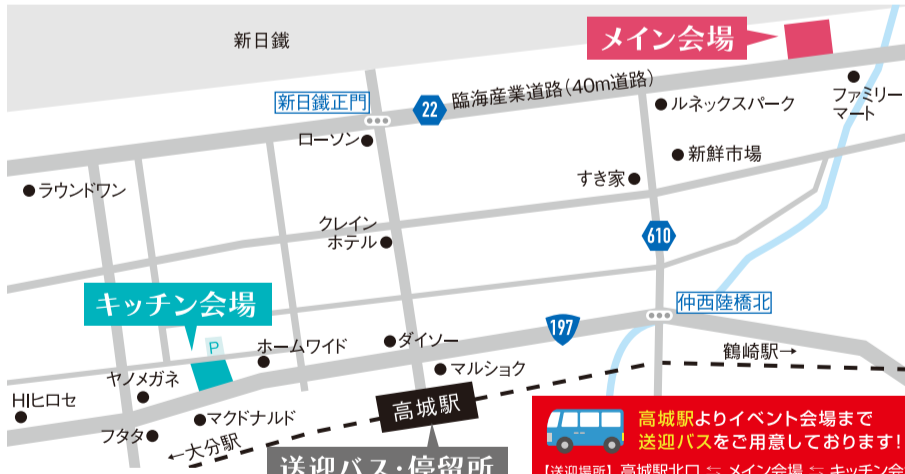 新日鐵
メイン会場
新日鐵正門
22
臨海産業道路(40m道路)
ルネックスパーク
ファミリー
マート
ローソン
新鮮市場
すき家
ラウンドワン
クレイン
ホテル
610
キッチン会場
仲西陸橋北
P
197
ホームワイド
ダイソー
鶴崎駅→
マルショク
ヤノメガネ
HIヒロセ
マクドナルド
高城駅
フタタ
←大分駅
高城駅よりイベント会場まで
送迎バスをご用意しております!
送迎バス・停留所
【送迎場所】高城駅北口 ⇆ メイン会場 ⇆ キッチン会